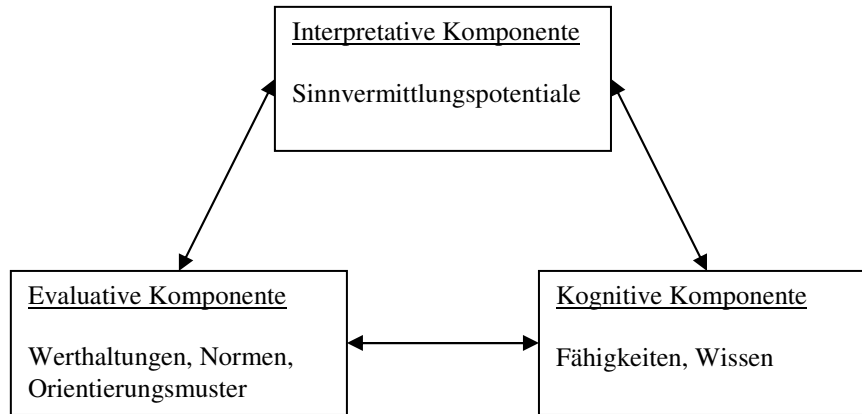 Interpretative Komponente
Sinnvermittlungspotentiale
Evaluative Komponente
Werthaltungen, Normen,
Orientierungsmuster
Kognitive Komponente
Fähigkeiten, Wissen